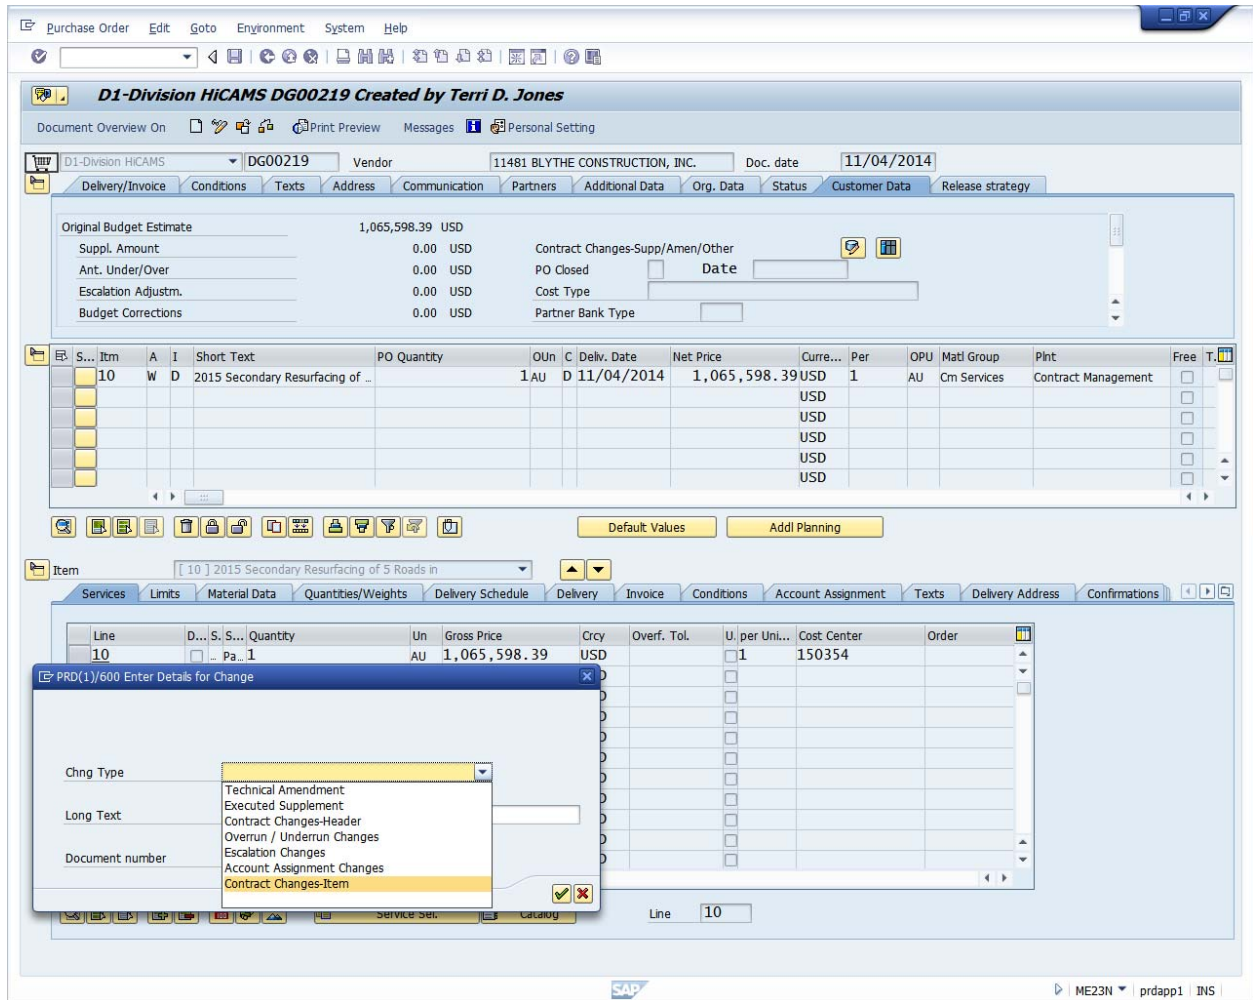 Purchase Order Edit Goto Environment System Help
D1-Division HiCAMS DG00219 Created by Terri D. Jones
Document Overview On Print Preview Messages Personal Setting
D1-Division HiCAMS DG00219 Vendor 11481 BLYTHE CONSTRUCTION, INC. Doc. date 11/04/2014
Delivery/Invoice Conditions Texts Address Communication Partners Additional Data Org. Data Status Customer Data Release strategy
Original Budget Estimate 1,065,598.39 USD
Suppl. Amount 0.00 USD Contract Changes-Supp/Amen/Other
Ant. Under/Over 0.00 USD PO Closed Date
Escalation Adjustm. 0.00 USD Cost Type
Budget Corrections 0.00 USD Partner Bank Type
S... Itm A I Short Text PO Quantity OUn C Deliv. Date Net Price Curre... Per OPU Matl Group Plnt Free T.
10 W D 2015 Secondary Resurfacing of ... 1 AU D 11/04/2014 1,065,598.39 USD 1 AU Cm Services Contract Management
USD
USD
USD
USD
USD
Default Values Addl Planning
Item [ 10 ] 2015 Secondary Resurfacing of 5 Roads in
Services Limits Material Data Quantities/Weights Delivery Schedule Delivery Invoice Conditions Account Assignment Texts Delivery Address Confirmations
Line D... S. S... Quantity Un Gross Price Crcy Overf. Tol. U. per Uni... Cost Center Order
10 .. Pa... 1 AU 1,065,598.39 USD 1 150354
PRD(1)/600 Enter Details for Change
Chng Type
Technical Amendment
Executed Supplement
Long Text
Contract Changes-Header
Overrun / Underrun Changes
Escalation Changes
Document number
Account Assignment Changes
Contract Changes-Item
Service Sel. Catalog Line 10
SAP ME23N prdapp1 INS